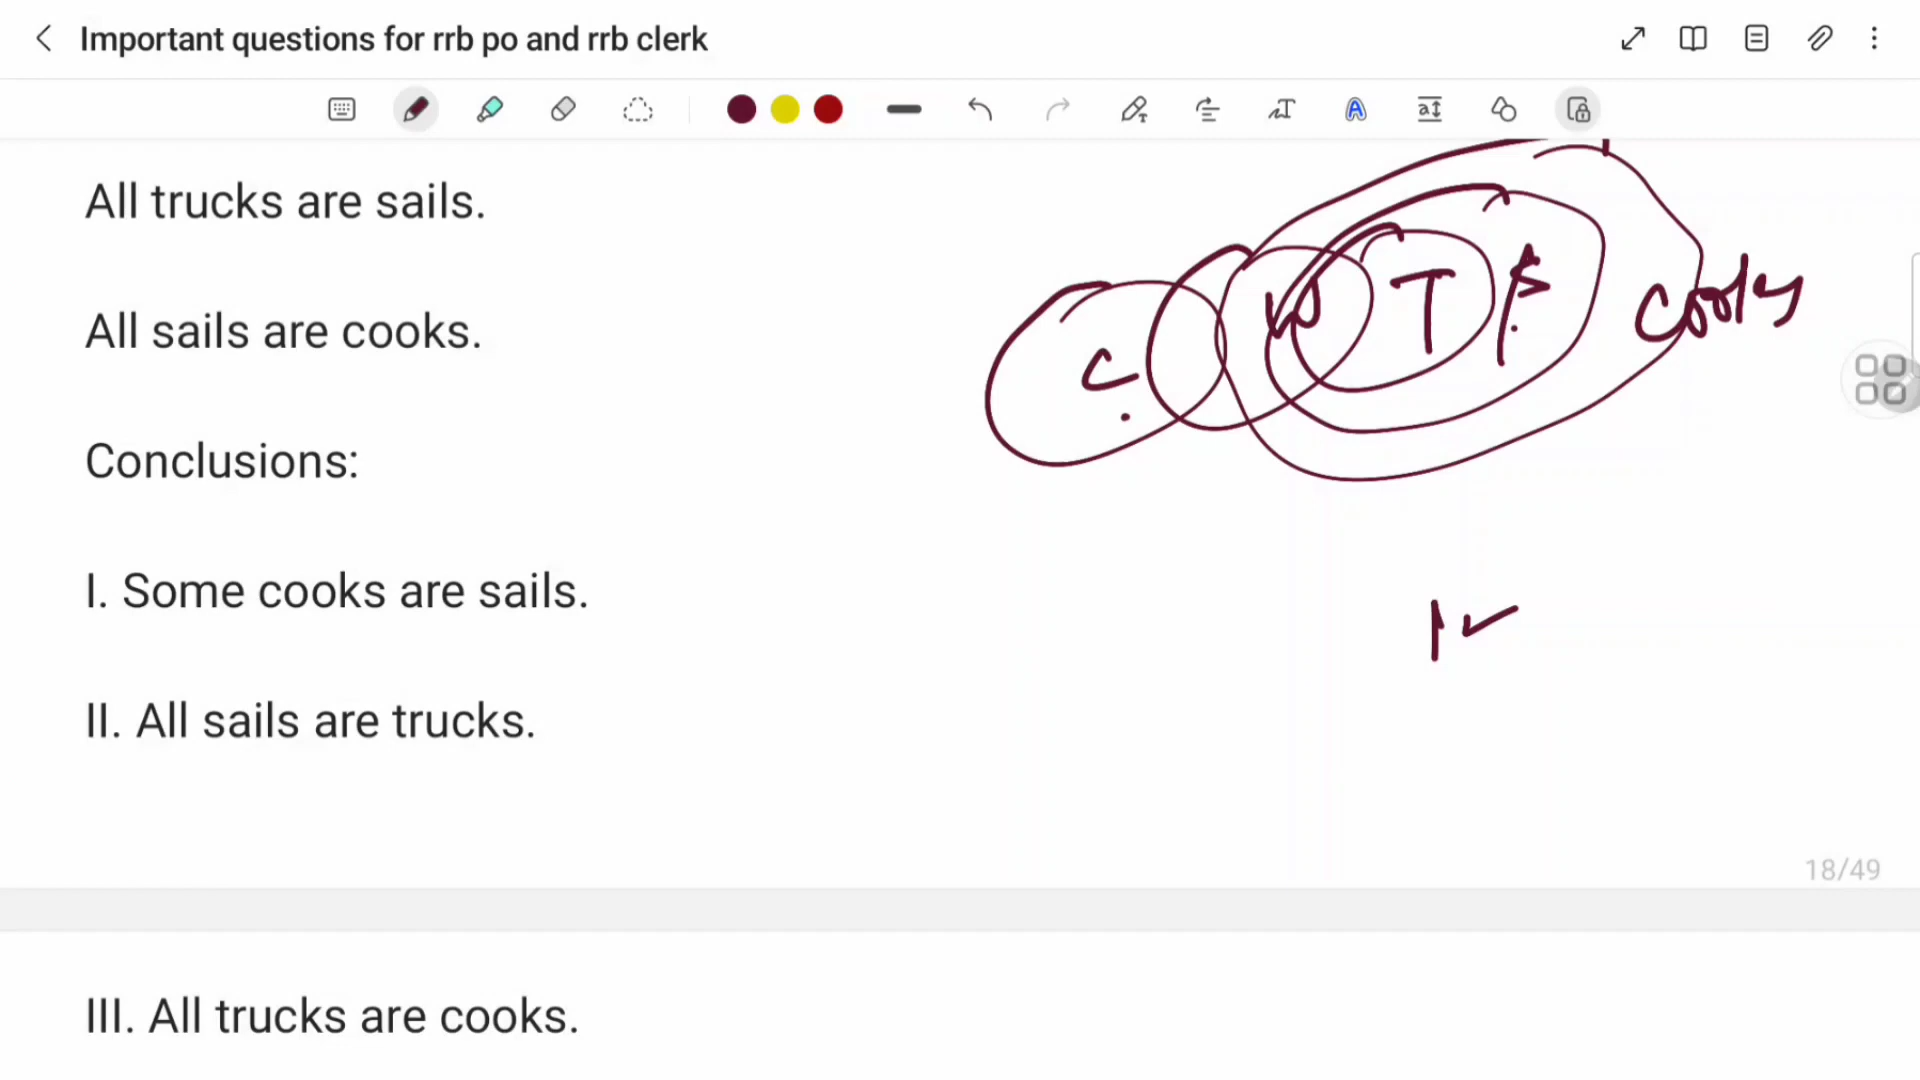 Important questions for rrb po and rrb clerk
All trucks are sails.
All sails are cooks.
Conclusions:
I. Some cooks are sails.
II. All sails are trucks.
18/49
III. All trucks are cooks.
C
W
T
S
Cooks
I ✓